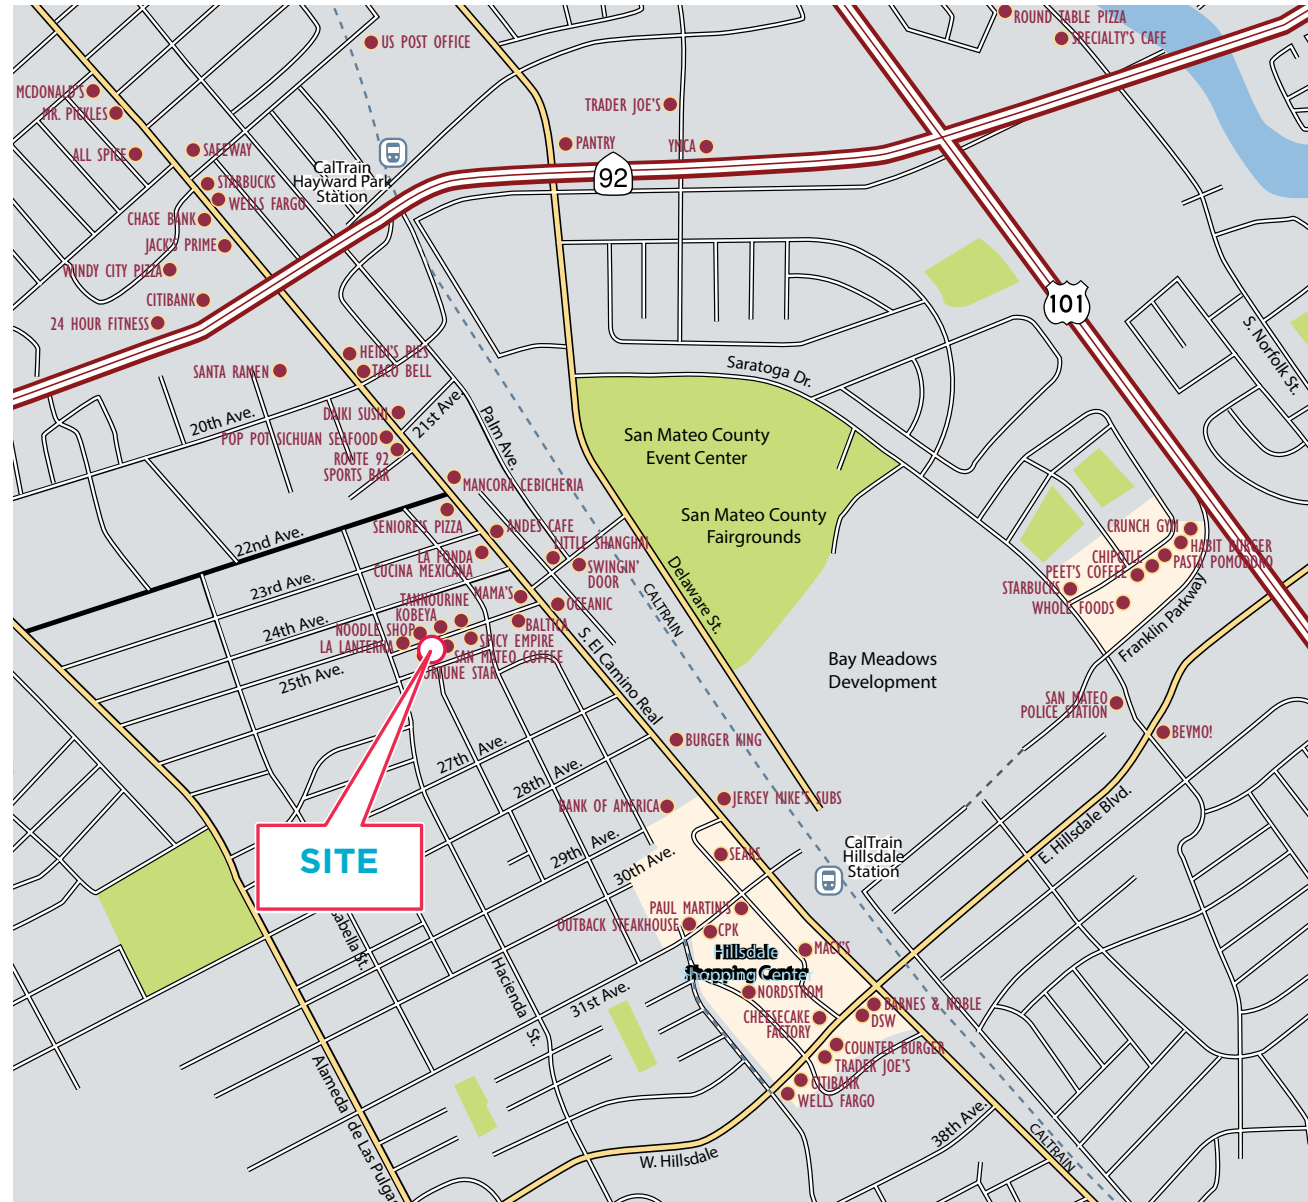 ROUND TABLE PIZZA
SPECIALTY'S CAFE
US POST OFFICE
MCDONALD'S
MR. PICKLES
TRADER JOE'S
PANTRY
YNCA
ALL SPICE
SAFEWAY
CalTrain
Hayward Park
Station
92
STARBUCKS
WELLS FARGO
CHASE BANK
JACK'S PRIME
WINDY CITY PIZZA
CITIBANK
24 HOUR FITNESS
101
S. Norfolk St.
HEIDI'S PIES
TACO BELL
SANTA RAMEN
Saratoga Dr.
20th Ave.
DAIKI SUSHI
21st Ave.
Palm Ave.
POP POT SICHUAN SEAFOOD
ROUTE 92
SPORTS BAR
San Mateo County
Event Center
MANCORA CEBICHERIA
SENIORE'S PIZZA
San Mateo County
Fairgrounds
ANDES CAFE
22nd Ave.
LITTLE SHANGHAI
LA FONDA
CUCINA MEXICANA
SWINGIN'
DOOR
CRUNCH GYM
HABIT BURGER
CHIPOTLE
PASTA POMODORO
PEET'S COFFEE
STARBUCKS
WHOLE FOODS
Franklin Parkway
23rd Ave.
Delaware St.
CALTRAIN
TANNOURINE
MAMA'S
OCEANIC
KOBEYA
24th Ave.
NOODLE SHOP
BALTICA
LA LANTERNA
SPICY EMPIRE
SAN MATEO COFFEE
25th Ave.
S. El Camino Real
Bay Meadows
Development
SAN MATEO
POLICE STATION
BEVMO!
BURGER KING
27th Ave.
28th Ave.
BANK OF AMERICA
JERSEY MIKE'S SUBS
E. Hillsdale Blvd.
SITE
29th Ave.
30th Ave.
SEARS
CalTrain
Hillsdale
Station
PAUL MARTIN'S
OUTBACK STEAKHOUSE
CPK
MACY'S
Hillsdale
Shopping Center
Hacienda St.
31st Ave.
NORDSTROM
CHEESECAKE
FACTORY
BARNES & NOBLE
DSW
COUNTER BURGER
TRADER JOE'S
CITIBANK
WELLS FARGO
Alameda de Las Pulga
W. Hillsdale
38th Ave.
CALTRAIN